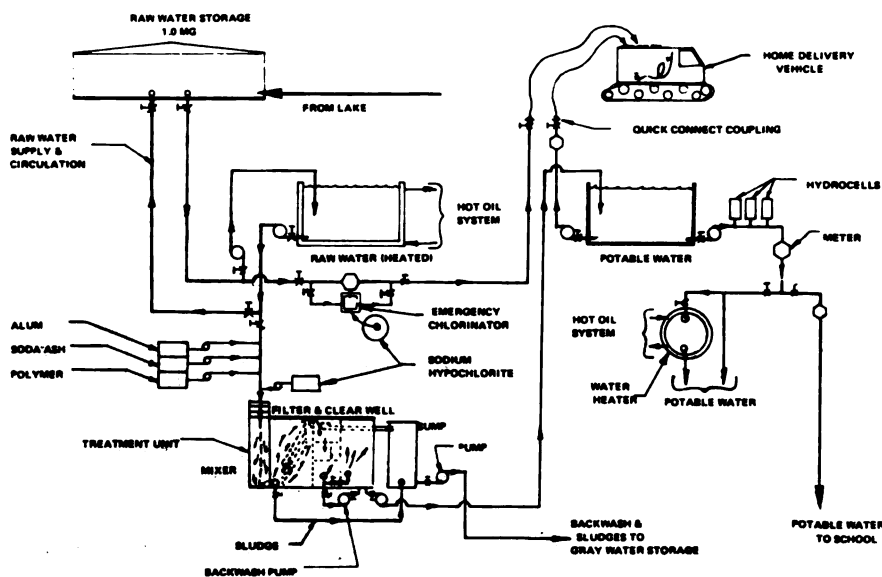 RAW WATER STORAGE
1.0 MG
HOME DELIVERY
VEHICLE
FROM LAKE
QUICK CONNECT COUPLING
RAW WATER
SUPPLY &
CIRCULATION
HOT OIL
SYSTEM
HYDROCELLS
RAW WATER (HEATED)
POTABLE WATER
METER
EMERGENCY
CHLORINATOR
ALUM
SODA ASH
POLYMER
HOT OIL
SYSTEM
SODIUM
HYPOCHLORITE
WATER
HEATER
POTABLE WATER
FILTER & CLEAR WELL
SUMP
TREATMENT UNIT
PUMP
MIXER
BACKWASH &
SLUDGES TO
GRAY WATER STORAGE
POTABLE WATER
TO SCHOOL
SLUDGE
BACKWASH PUMP